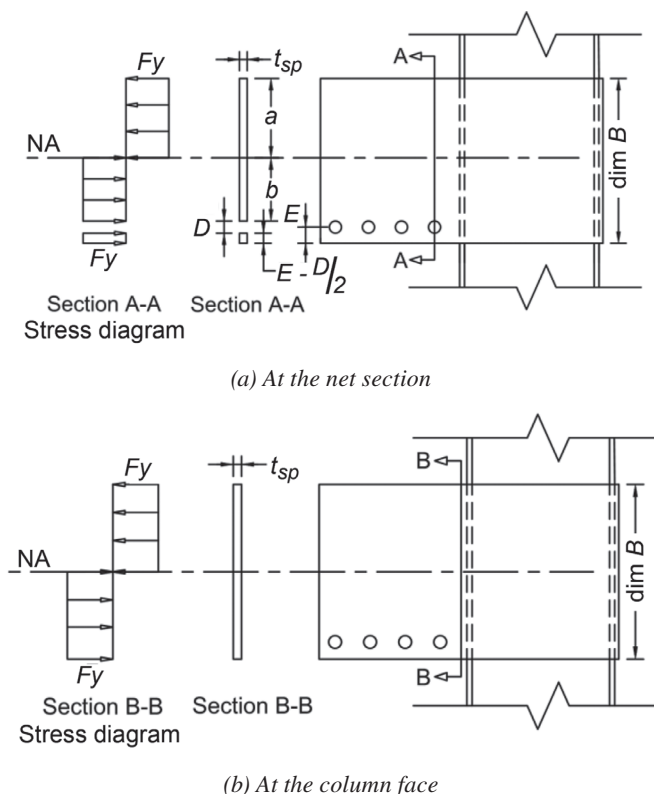 Fy
t_sp
A
a
NA
b
dim B
D
E
A
Fy
E - D/2
Section A-A
Stress diagram
Section A-A
(a) At the net section
Fy
t_sp
B
NA
dim B
Fy
B
Section B-B
Stress diagram
Section B-B
(b) At the column face